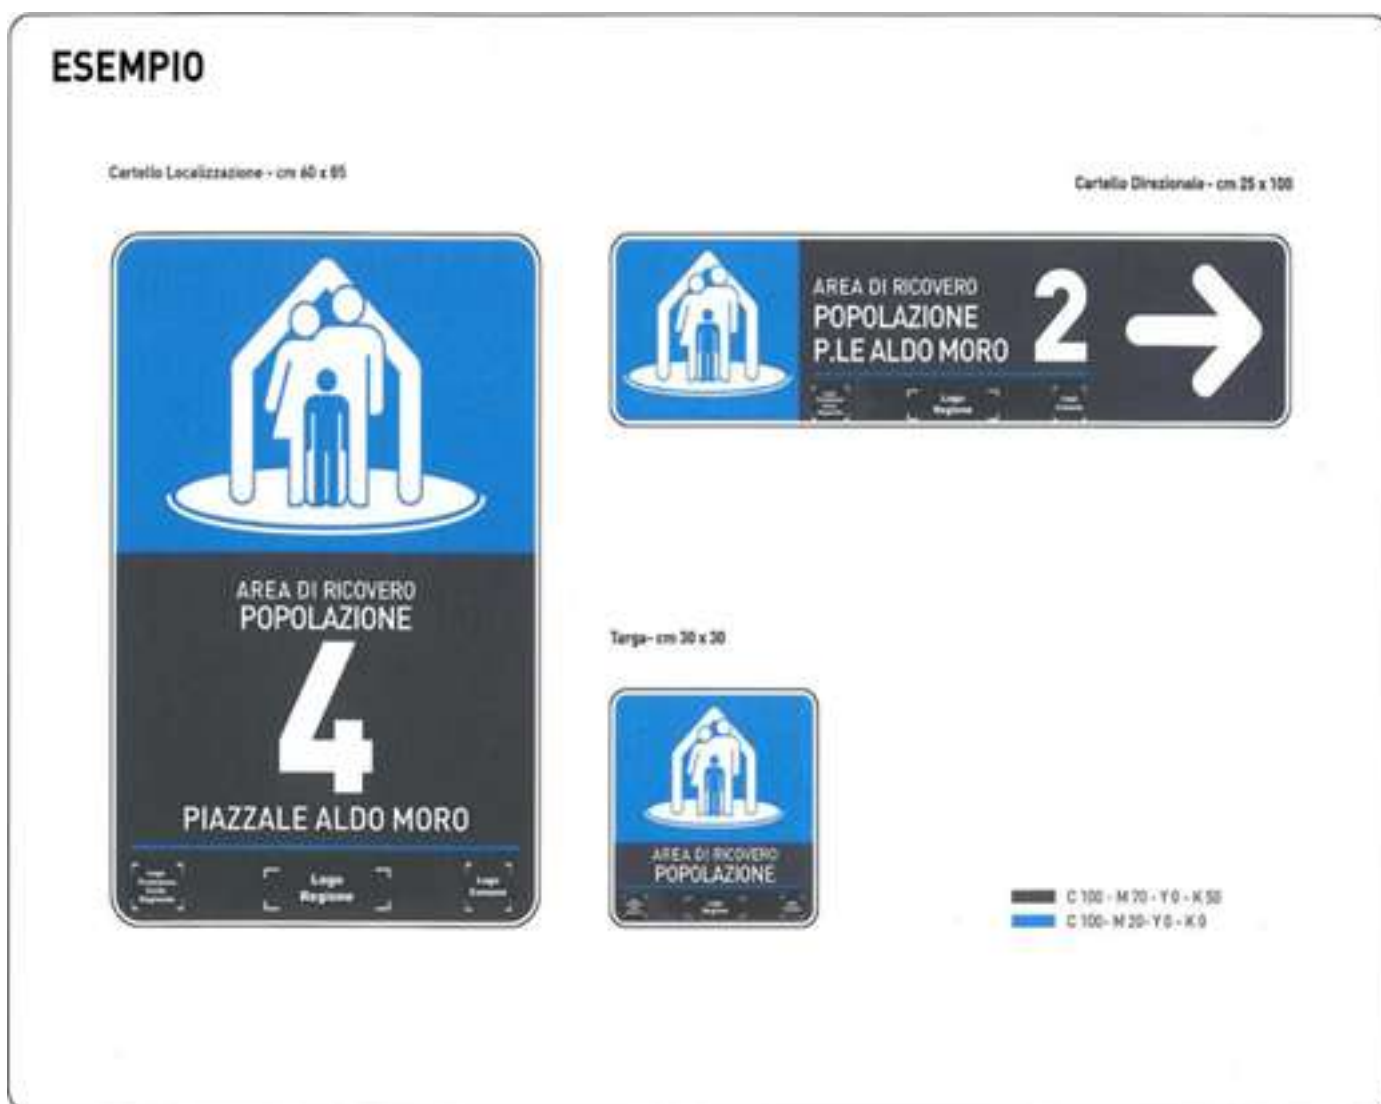 ESEMPIO
Cartello Localizzazione - cm 60 x 85
Cartello Direzionale - cm 25 x 100
AREA DI RICOVERO
POPOLAZIONE
4
PIAZZALE ALDO MORO
Logo
Regione
Logo
Comune
AREA DI RICOVERO
POPOLAZIONE
P.LE ALDO MORO
2
Logo
Regione
Targa- cm 30 x 30
AREA DI RICOVERO
POPOLAZIONE
C 100 - M 70 - Y 0 - K 50
C 100- M 20- Y 0 - K 0